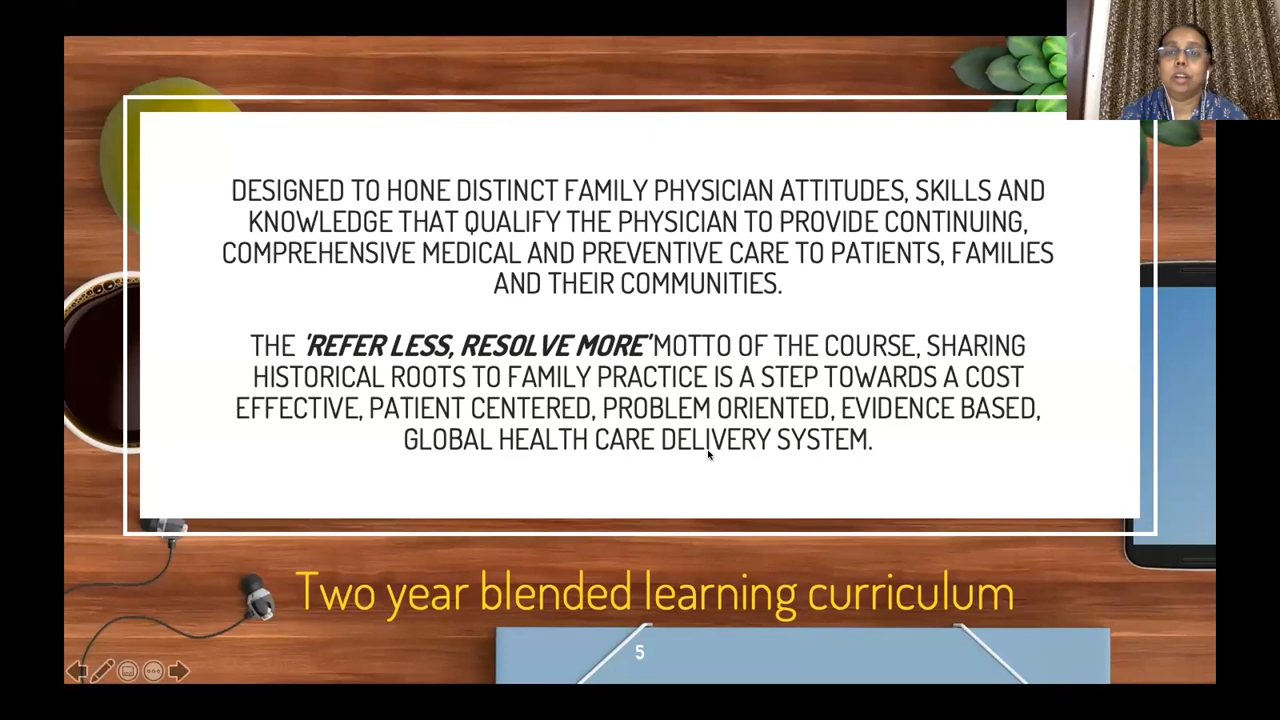 DESIGNED TO HONE DISTINCT FAMILY PHYSICIAN ATTITUDES, SKILLS AND
KNOWLEDGE THAT QUALIFY THE PHYSICIAN TO PROVIDE CONTINUING,
COMPREHENSIVE MEDICAL AND PREVENTIVE CARE TO PATIENTS, FAMILIES
AND THEIR COMMUNITIES.
THE 'REFER LESS, RESOLVE MORE' MOTTO OF THE COURSE, SHARING
HISTORICAL ROOTS TO FAMILY PRACTICE IS A STEP TOWARDS A COST
EFFECTIVE, PATIENT CENTERED, PROBLEM ORIENTED, EVIDENCE BASED,
GLOBAL HEALTH CARE DELIVERY SYSTEM.
Two year blended learning curriculum
5